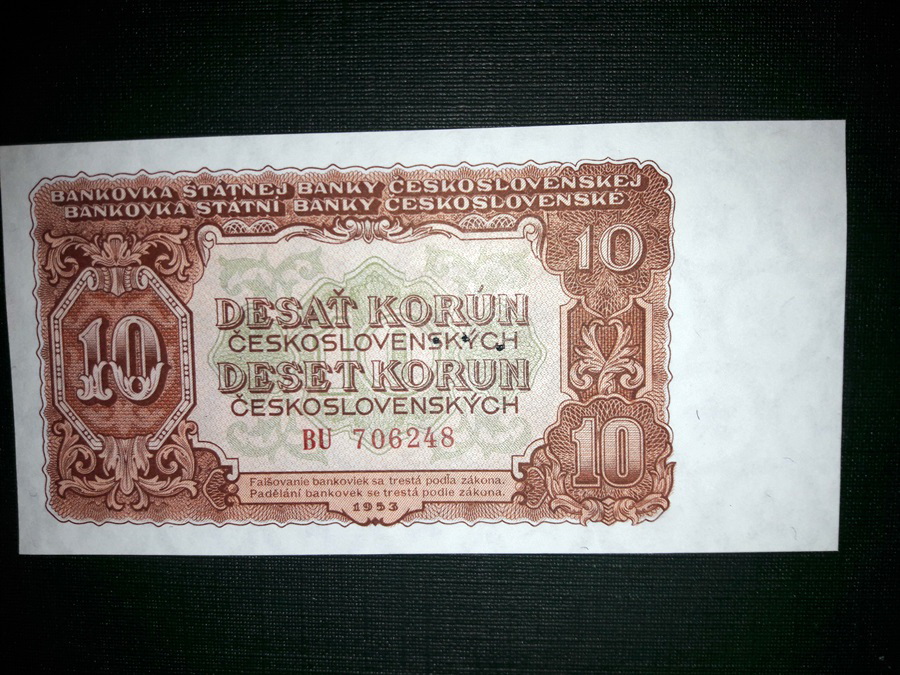 BANKOVKA ŠTÁTNEJ BANKY ČESKOSLOVENSKEJ
BANKOVKA STÁTNÍ BANKY ČESKOSLOVENSKÉ
10
10
DESAŤ KORÚN
ČESKOSLOVENSKÝCH
DESET KORUN
ČESKOSLOVENSKÝCH
10
BU 706248
Falšovanie bankoviek sa trestá podľa zákona.
Padělání bankovek se trestá podle zákona.
1953